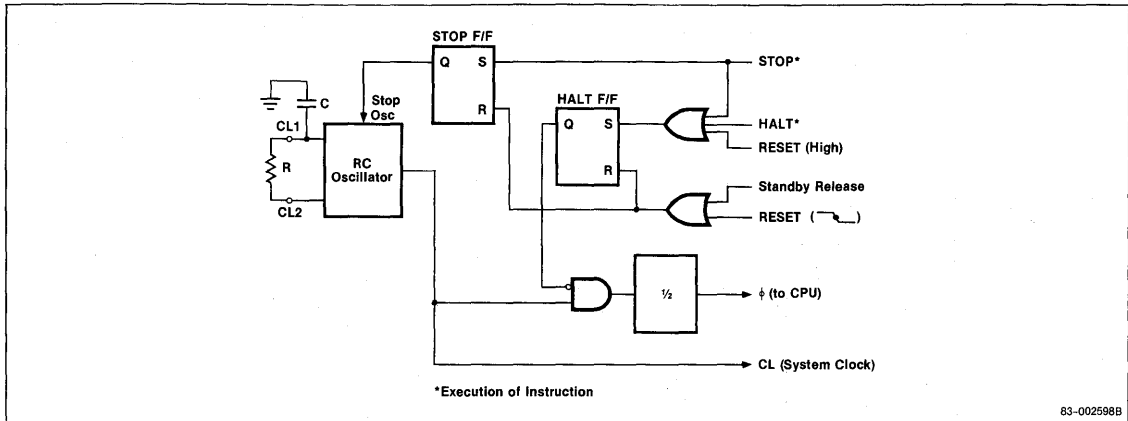 STOP F/F
Q S
R
STOP*
HALT F/F
Q S
R
HALT*
RESET (High)
Standby Release
RESET ( )
C
Stop
Osc
CL1
R
CL2
RC
Oscillator
½
ϕ (to CPU)
CL (System Clock)
*Execution of Instruction
83-002598B